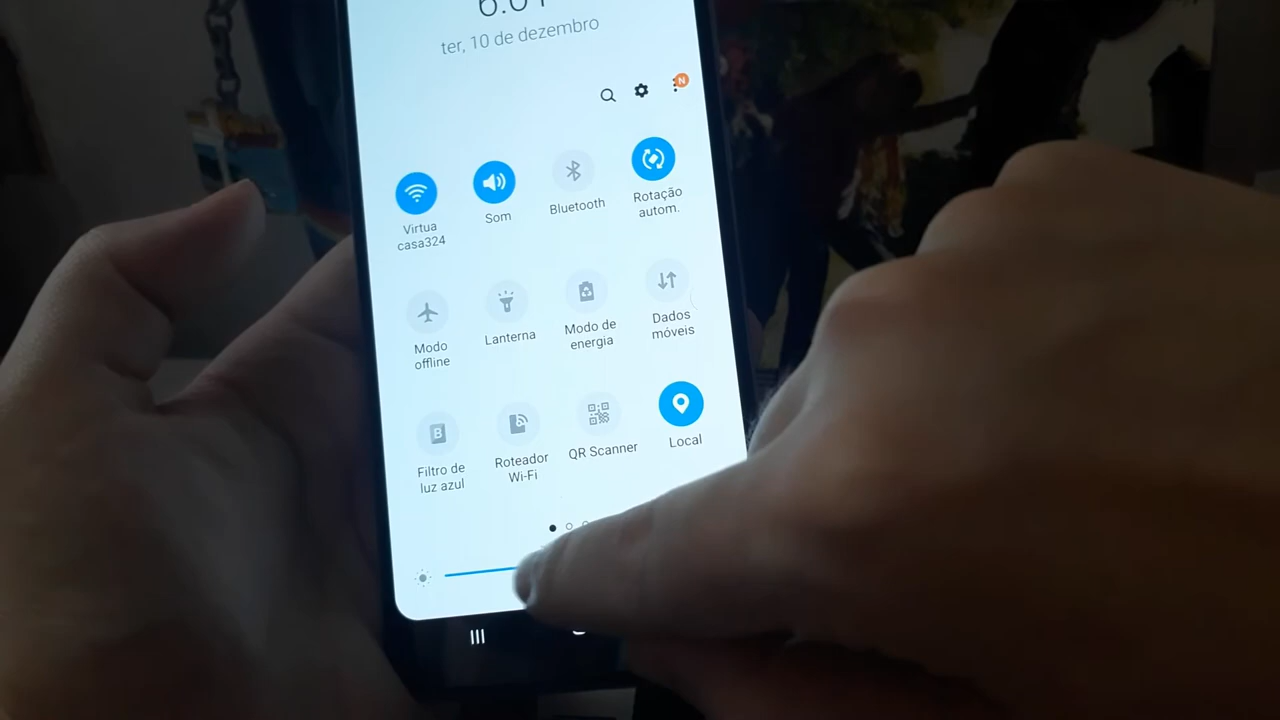 ter, 10 de dezembro
N
Virtua
casa324
Som
Bluetooth
Rotação
autom.
Modo
offline
Lanterna
Modo de
energia
Dados
móveis
B
Filtro de
luz azul
Roteador
Wi-Fi
QR Scanner
Local